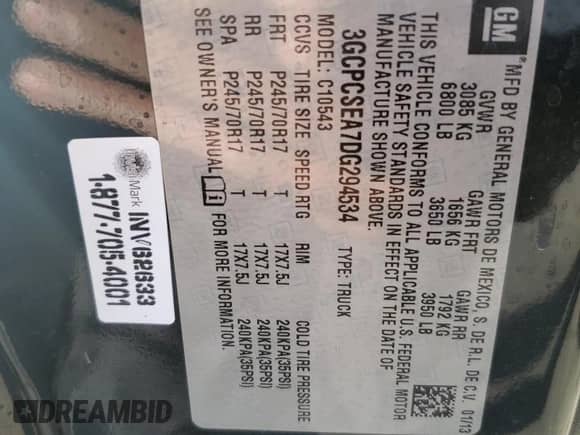 GM
MFD BY GENERAL MOTORS DE MEXICO, S. DE R.L. DE C.V. 01/13
GVWR GAWR FRT GAWR RR
3085 KG 1656 KG 1792 KG
6800 LB 3650 LB 3950 LB
THIS VEHICLE CONFORMS TO ALL APPLICABLE U.S. FEDERAL MOTOR
VEHICLE SAFETY STANDARDS IN EFFECT ON THE DATE OF
MANUFACTURE SHOWN ABOVE.
3GCPCSEA7DG294534 TYPE: TRUCK
MODEL: C10543
CCVS TIRE SIZE SPEED RTG RIM COLD TIRE PRESSURE
FRT P245/70R17 T 17X7.5J 240KPA(35PSI)
RR P245/70R17 T 17X7.5J 240KPA(35PSI)
SPA P245/70R17 T 17X7.5J 240KPA(35PSI)
SEE OWNER'S MANUAL i FOR MORE INFORMATION.
Mark INV52633
1-877-705-4001
DREAMBID